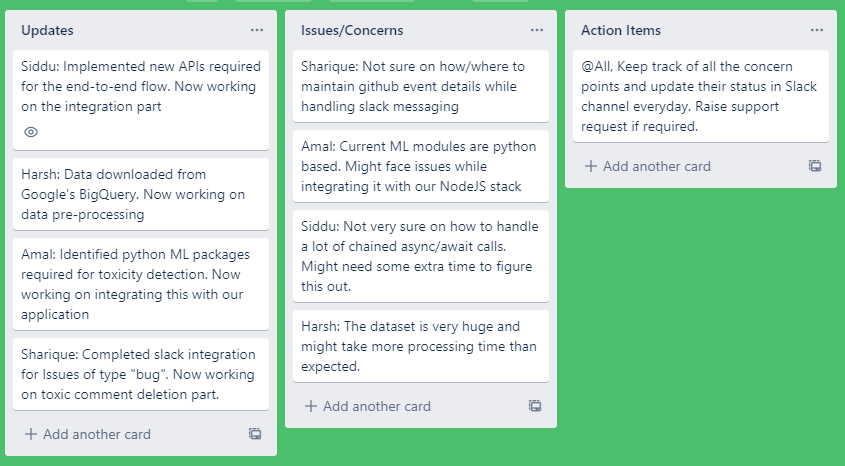 Updates
Siddu: Implemented new APIs required
for the end-to-end flow. Now working
on the integration part
Harsh: Data downloaded from
Google's BigQuery. Now working on
data pre-processing
Amal: Identified python ML packages
required for toxicity detection. Now
working on integrating this with our
application
Sharique: Completed slack integration
for Issues of type "bug". Now working
on toxic comment deletion part.
+ Add another card
Issues/Concerns
Sharique: Not sure on how/where to
maintain github event details while
handling slack messaging
Amal: Current ML modules are python
based. Might face issues while
integrating it with our NodeJS stack
Siddu: Not very sure on how to handle
a lot of chained async/await calls.
Might need some extra time to figure
this out.
Harsh: The dataset is very huge and
might take more processing time than
expected.
+ Add another card
Action Items
@All, Keep track of all the concern
points and update their status in Slack
channel everyday. Raise support
request if required.
+ Add another card